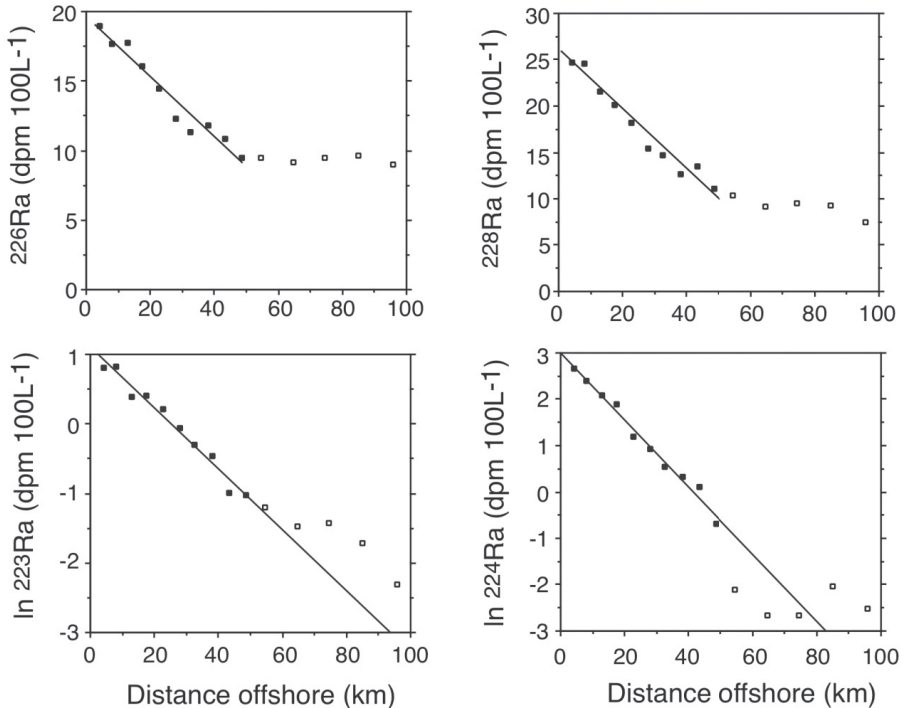 20
15
10
5
0
0 20 40 60 80 100
226Ra (dpm 100L-1)
30
25
20
15
10
5
0
0 20 40 60 80 100
228Ra (dpm 100L-1)
1
0
-1
-2
-3
0 20 40 60 80 100
ln 223Ra (dpm 100L-1)
Distance offshore (km)
3
2
1
0
-1
-2
-3
0 20 40 60 80 100
ln 224Ra (dpm 100L-1)
Distance offshore (km)